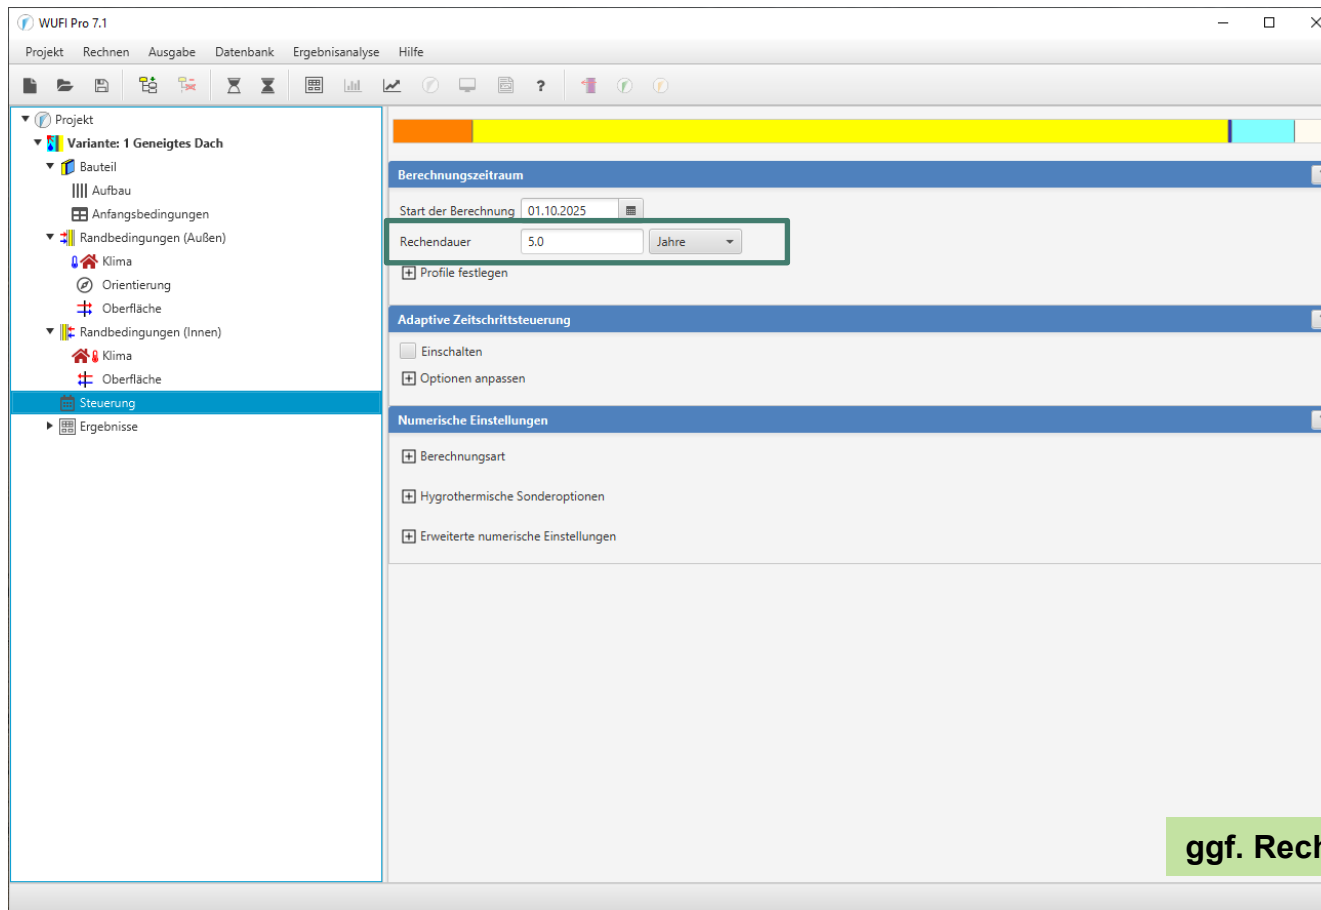 WUFI Pro 7.1
Projekt Rechnen Ausgabe Datenbank Ergebnisanalyse Hilfe
?
Projekt
Variante: 1 Geneigtes Dach
Bauteil
Aufbau
Anfangsbedingungen
Randbedingungen (Außen)
Klima
Orientierung
Oberfläche
Randbedingungen (Innen)
Klima
Oberfläche
Steuerung
Ergebnisse
Berechnungszeitraum
Start der Berechnung 01.10.2025
Rechendauer 5.0 Jahre
Profile festlegen
Adaptive Zeitschrittsteuerung
Einschalten
Optionen anpassen
Numerische Einstellungen
Berechnungsart
Hygrothermische Sonderoptionen
Erweiterte numerische Einstellungen
ggf.